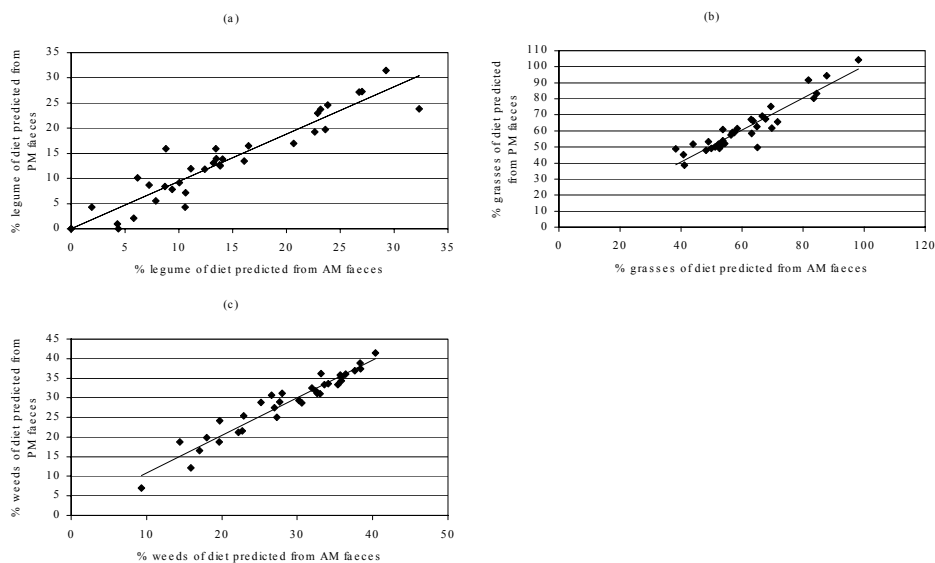 (a)
% legume of diet predicted from
PM faeces
35
30
25
20
15
10
5
0
0 5 10 15 20 25 30 35
% legume of diet predicted from AM faeces
(b)
% grasses of diet predicted
from PM faeces
110
100
90
80
70
60
50
40
30
20
10
0
0 20 40 60 80 100 120
% grasses of diet predicted from AM faeces
(c)
% weeds of diet predicted from
PM faeces
45
40
35
30
25
20
15
10
5
0
0 10 20 30 40 50
% weeds of diet predicted from AM faeces